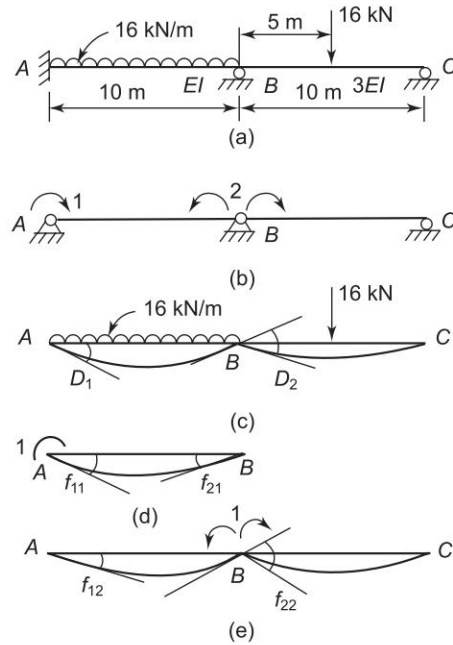 16 kN/m
5 m
16 kN
A
C
10 m
EI
B
10 m
3EI
(a)
1
2
A
B
C
(b)
16 kN/m
16 kN
A
C
D1
B
D2
(c)
1
A
B
f11
f21
(d)
1
A
C
f12
B
f22
(e)